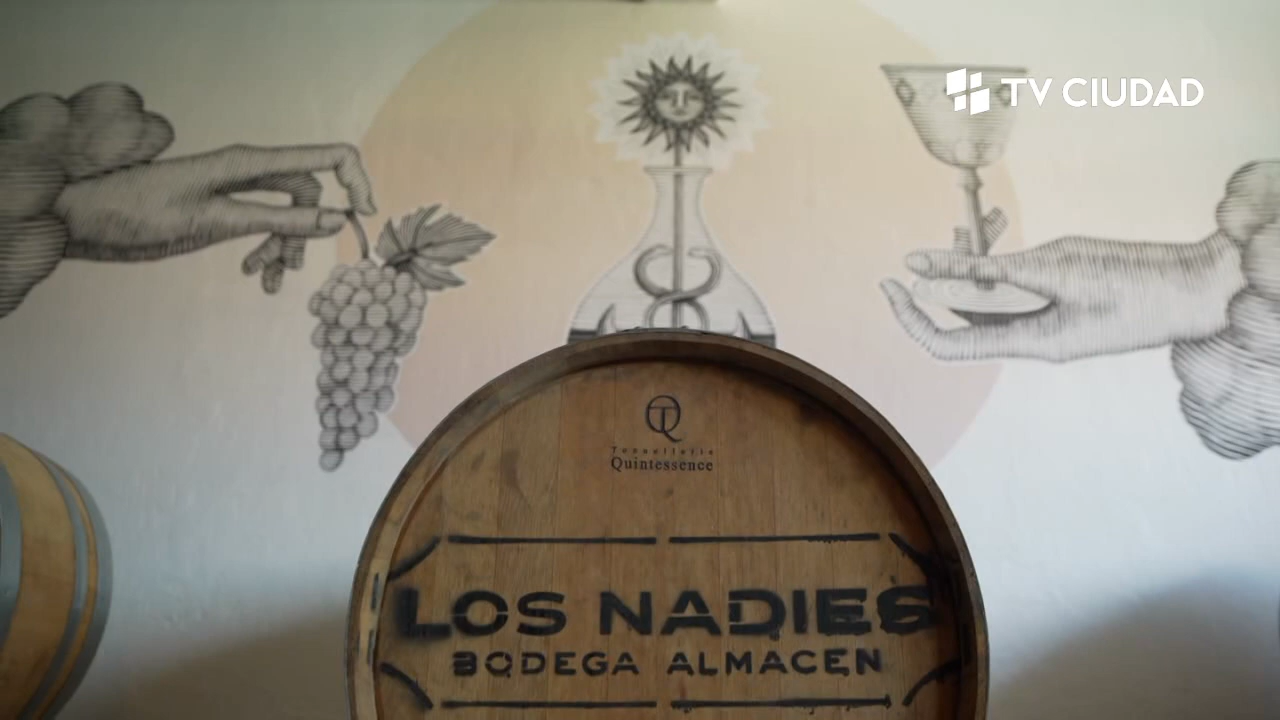 TV CIUDAD
TQ
Tonnellerie
Quintessence
LOS NADIES
BODEGA ALMACEN